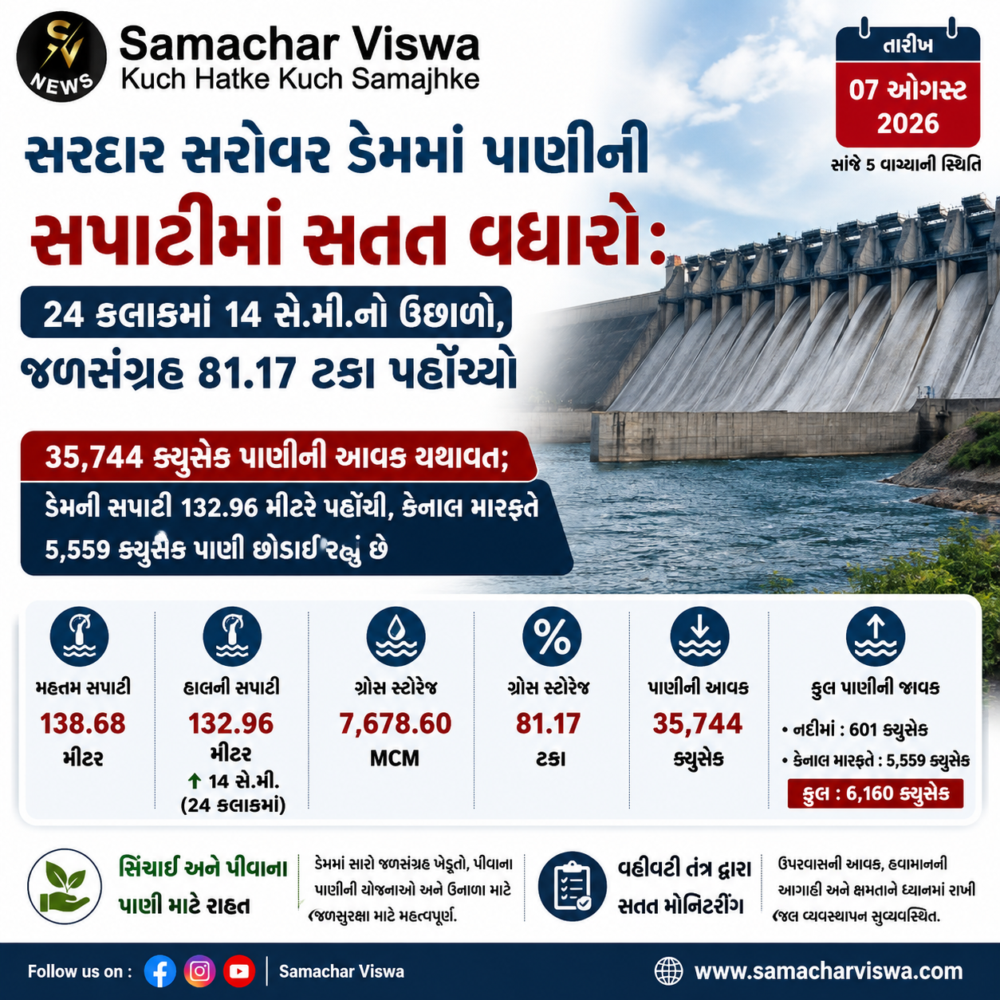 SV
NEWS
Samachar Viswa
Kuch Hatke Kuch Samajhke
તારીખ
07 ઓગસ્ટ
2026
સાંજે 5 વાગ્યાની સ્થિતિ
સરદાર સરોવર ડેમમાં પાણીની
સપાટીમાં સતત વધારો:
24 કલાકમાં 14 સે.મી.નો ઉછાળો,
જળસંગ્રહ 81.17 ટકા પહોંચ્યો
35,744 ક્યુસેક પાણીની આવક યથાવત;
ડેમની સપાટી 132.96 મીટરે પહોંચી, કેનાલ મારફતે
5,559 ક્યુસેક પાણી છોડાઈ રહ્યું છે
મહતમ સપાટી
138.68
મીટર
હાલની સપાટી
132.96
મીટર
↑ 14 સે.મી.
(24 કલાકમાં)
ગ્રોસ સ્ટોરેજ
7,678.60
MCM
%
ગ્રોસ સ્ટોરેજ
81.17
ટકા
પાણીની આવક
35,744
ક્યુસેક
કુલ પાણીની જાવક
• નદીમાં : 601 ક્યુસેક
• કેનાલ મારફતે : 5,559 ક્યુસેક
કુલ : 6,160 ક્યુસેક
સિંચાઈ અને પીવાના
પાણી માટે રાહત
ડેમમાં સારો જળસંગ્રહ ખેડૂતો, પીવાના
પાણીની યોજનાઓ અને ઉનાળા માટે
જળસુરક્ષા માટે મહત્વપૂર્ણ.
વહીવટી તંત્ર દ્વારા
સતત મોનિટરીંગ
ઉપરવાસની આવક, હવામાનની
આગાહી અને ક્ષમતાને ધ્યાનમાં રાખી
જલ વ્યવસ્થાપન સુવ્યવસ્થિત.
Follow us on :
Samachar Viswa
www.samacharviswa.com